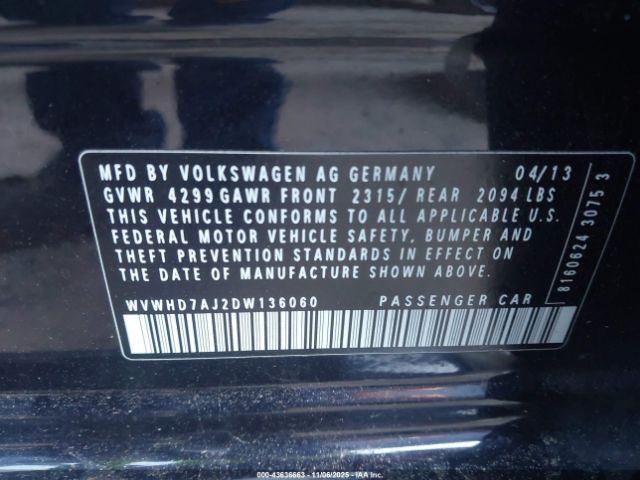 MFD BY VOLKSWAGEN AG GERMANY 04/13
GVWR 4299 GAWR FRONT 2315/ REAR 2094 LBS
THIS VEHICLE CONFORMS TO ALL APPLICABLE U.S.
FEDERAL MOTOR VEHICLE SAFETY, BUMPER AND
THEFT PREVENTION STANDARDS IN EFFECT ON
THE DATE OF MANUFACTURE SHOWN ABOVE.
WVWHD7AJ2DW136060 PASSENGER CAR
8160624 3075 3
000-43636663 11/06/2025 - Copyright IAA, LLC